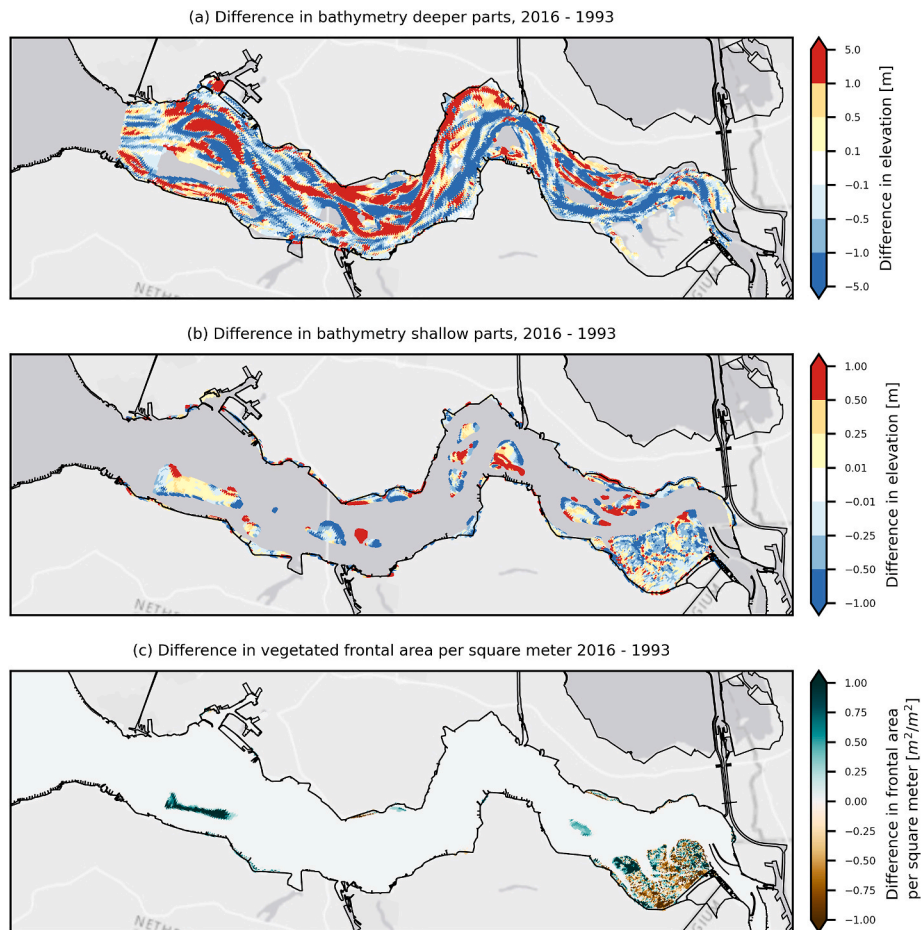 (a) Difference in bathymetry deeper parts, 2016 - 1993
5.0
1.0
0.5
0.1
−0.1
−0.5
−1.0
−5.0
Difference in elevation [m]
NETHE
GIUM
(b) Difference in bathymetry shallow parts, 2016 - 1993
1.00
0.50
0.25
0.01
−0.01
−0.25
−0.50
−1.00
Difference in elevation [m]
NETHE
GIUM
(c) Difference in vegetated frontal area per square meter 2016 - 1993
1.00
0.75
0.50
0.25
0.00
−0.25
−0.50
−0.75
−1.00
Difference in frontal area
per square meter [m²/m²]